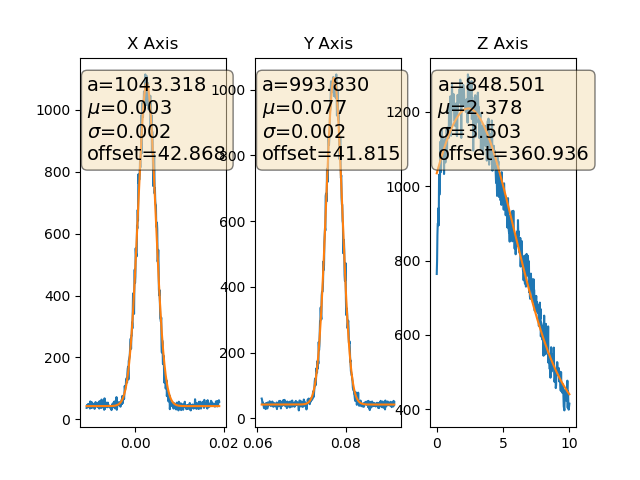 X Axis
Y Axis
Z Axis
a=1043.318
μ=0.003
σ=0.002
offset=42.868
a=993.830
μ=0.077
σ=0.002
offset=41.815
a=848.501
μ=2.378
σ=3.503
offset=360.936
1000
800
600
400
200
0
0.00
0.02
1000
800
600
400
200
0
0.06
0.08
1200
1000
800
600
400
0
5
10